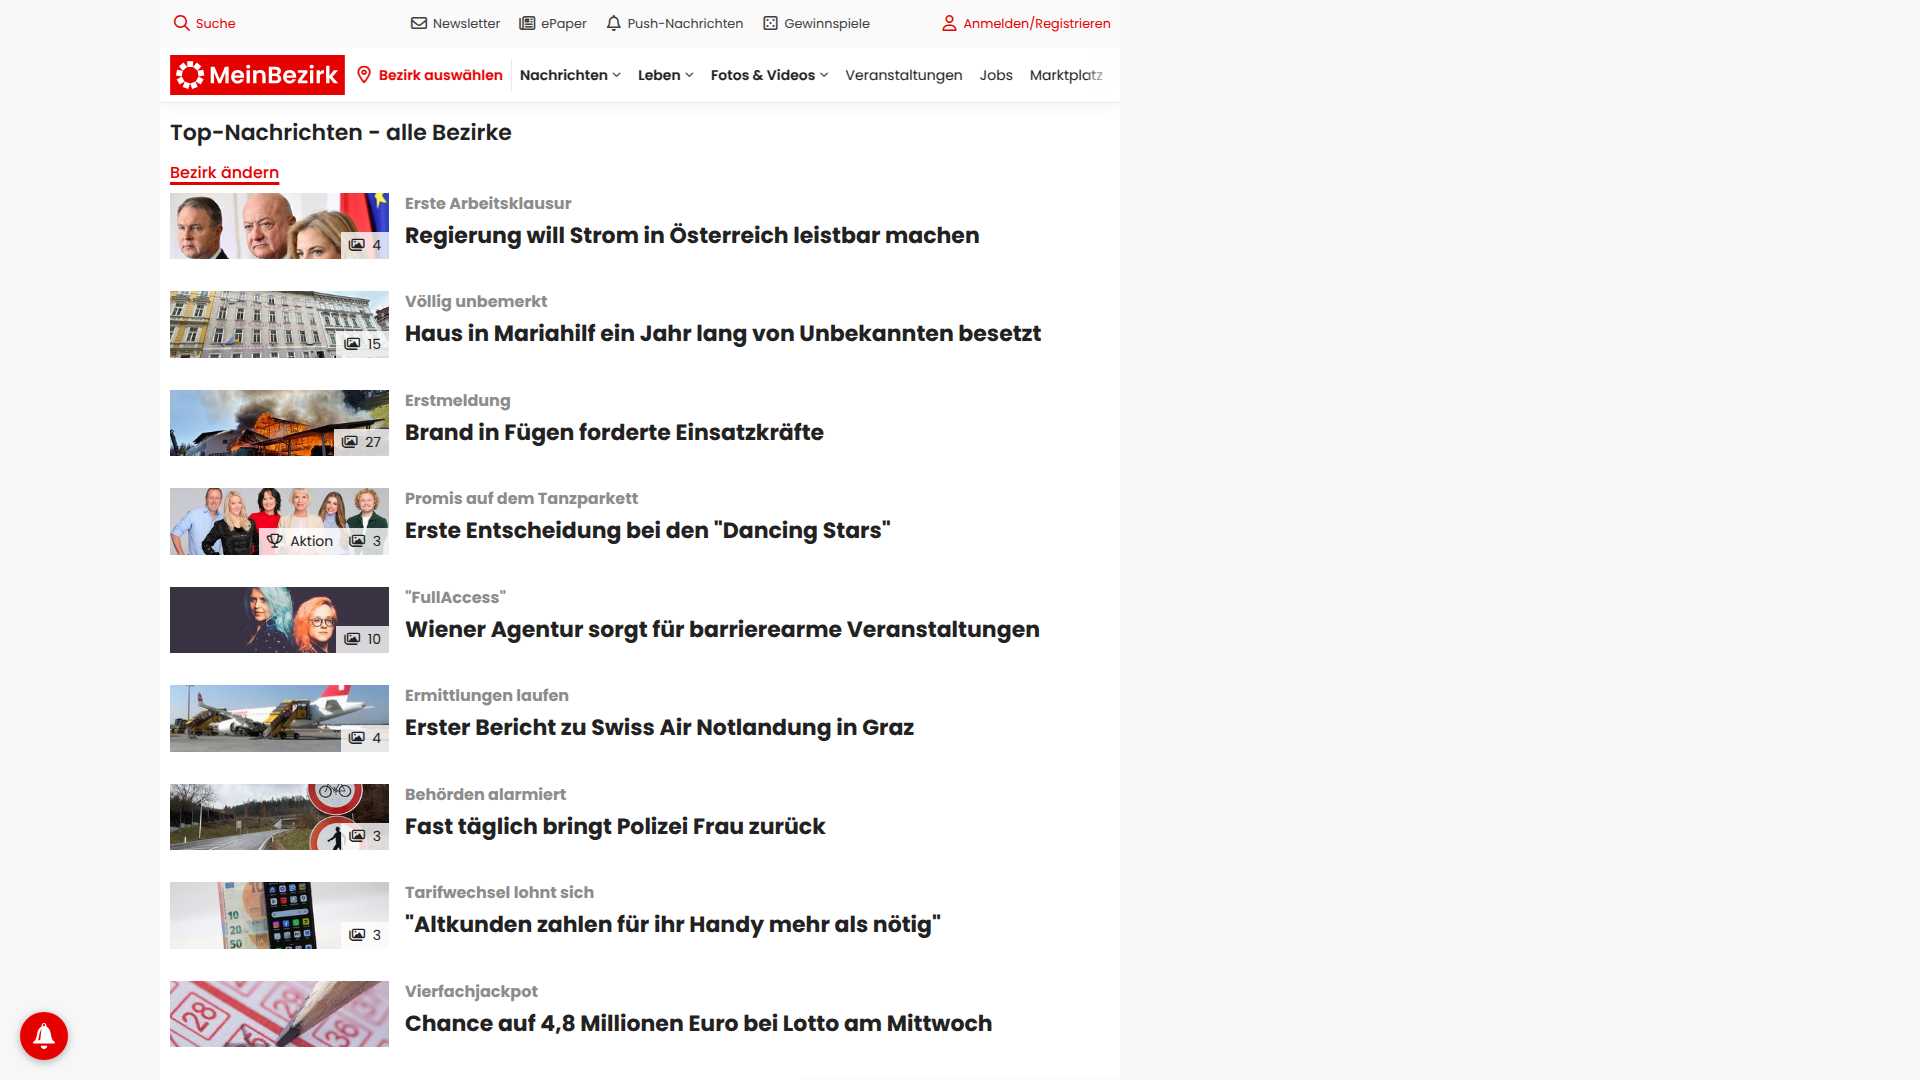 Suche
Newsletter
ePaper
Push-Nachrichten
Gewinnspiele
Anmelden/Registrieren
MeinBezirk
Bezirk auswählen
Nachrichten
Leben
Fotos & Videos
Veranstaltungen
Jobs
Marktplatz
Top-Nachrichten - alle Bezirke
Bezirk ändern
4
Erste Arbeitsklausur
Regierung will Strom in Österreich leistbar machen
15
Völlig unbemerkt
Haus in Mariahilf ein Jahr lang von Unbekannten besetzt
27
Erstmeldung
Brand in Fügen forderte Einsatzkräfte
Aktion
3
Promis auf dem Tanzparkett
Erste Entscheidung bei den "Dancing Stars"
10
"FullAccess"
Wiener Agentur sorgt für barrierearme Veranstaltungen
4
Ermittlungen laufen
Erster Bericht zu Swiss Air Notlandung in Graz
3
Behörden alarmiert
Fast täglich bringt Polizei Frau zurück
10
20
50
3
Tarifwechsel lohnt sich
"Altkunden zahlen für ihr Handy mehr als nötig"
28
29
36
Vierfachjackpot
Chance auf 4,8 Millionen Euro bei Lotto am Mittwoch